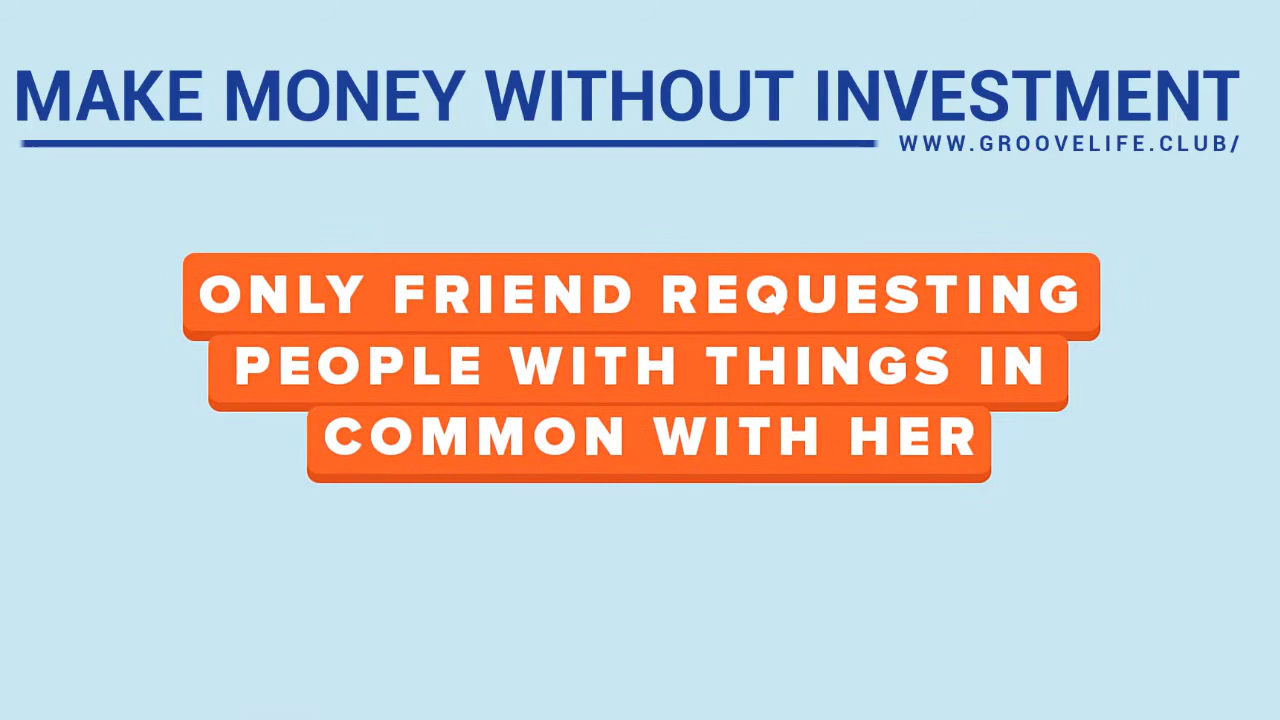 MAKE MONEY WITHOUT INVESTMENT
WWW.GROOVELIFE.CLUB/
ONLY FRIEND REQUESTING
PEOPLE WITH THINGS IN
COMMON WITH HER